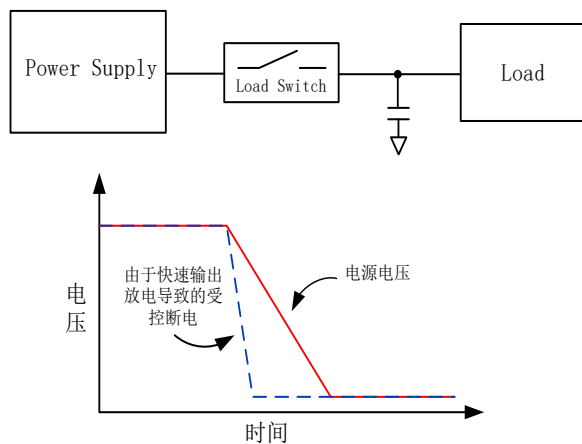 Power Supply
Load Switch
Load
由于快速输出
放电导致的受
控断电
电源电压
电
压
时间